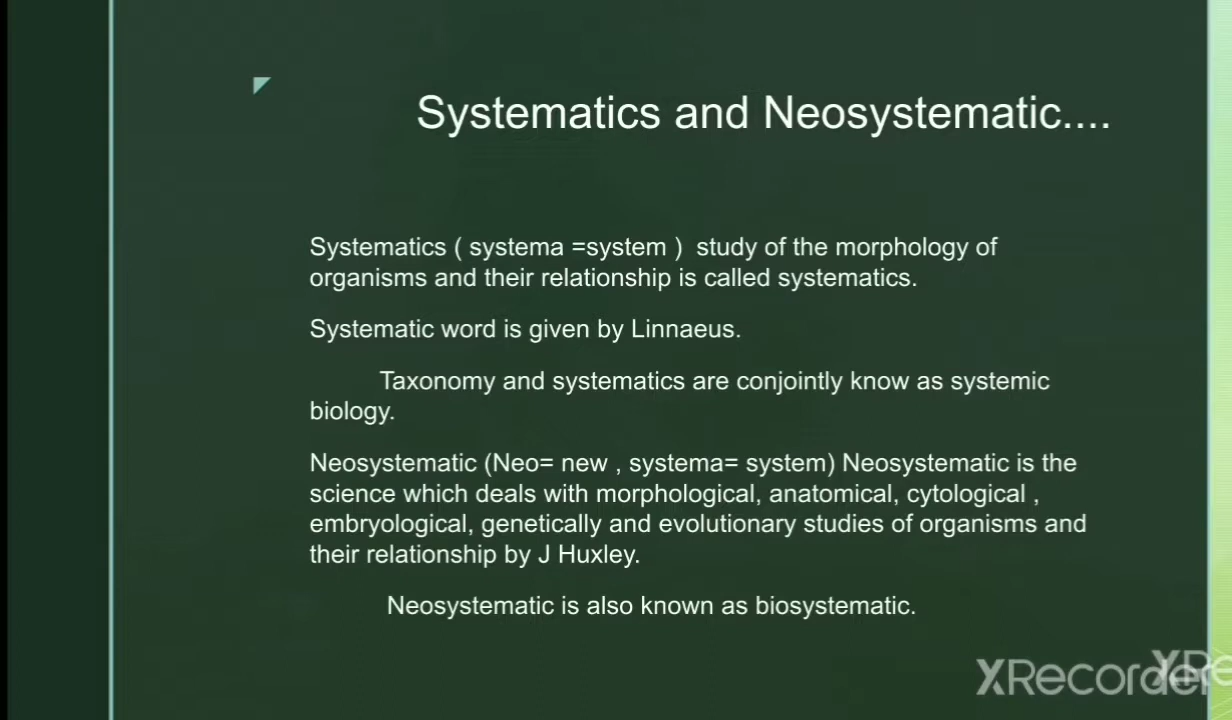 Systematics and Neosystematic....
Systematics ( systema =system )  study of the morphology of
organisms and their relationship is called systematics.
Systematic word is given by Linnaeus.
Taxonomy and systematics are conjointly know as systemic
biology.
Neosystematic (Neo= new , systema= system) Neosystematic is the
science which deals with morphological, anatomical, cytological ,
embryological, genetically and evolutionary studies of organisms and
their relationship by J Huxley.
Neosystematic is also known as biosystematic.
XRecorder